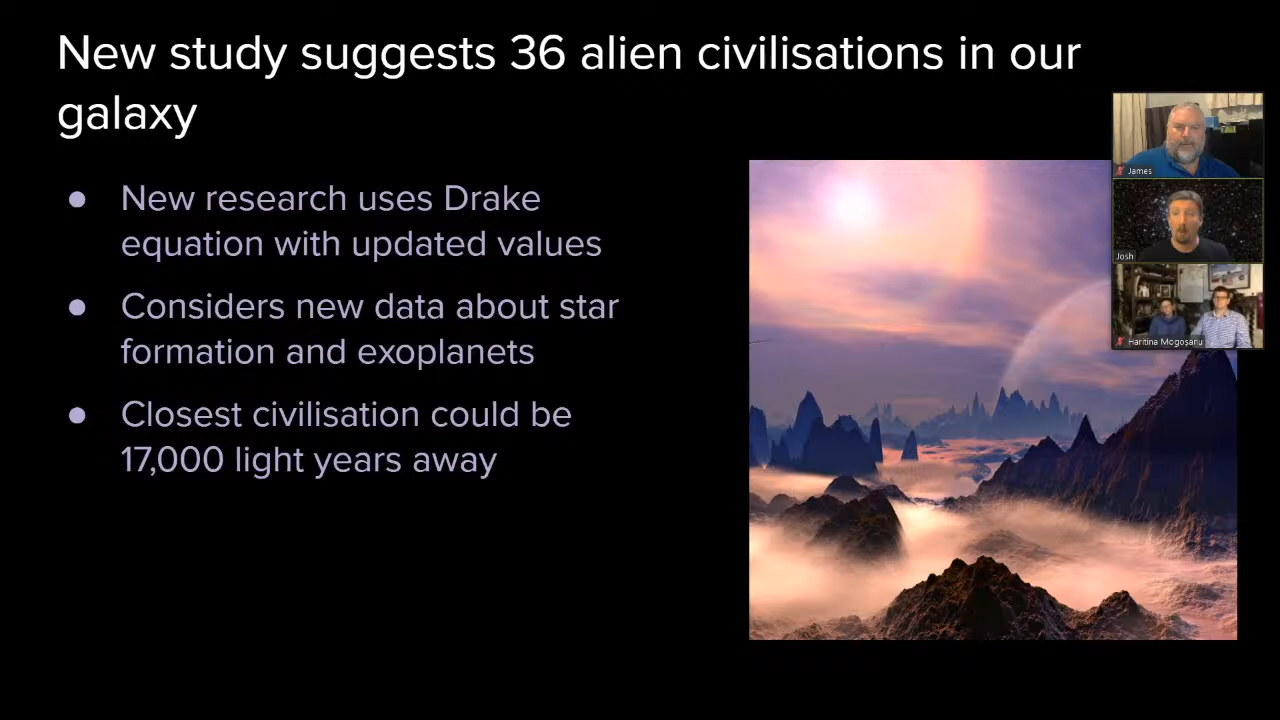 New study suggests 36 alien civilisations in our
galaxy
● New research uses Drake
equation with updated values
● Considers new data about star
formation and exoplanets
● Closest civilisation could be
17,000 light years away
James
Josh
Haritina Mogoșanu